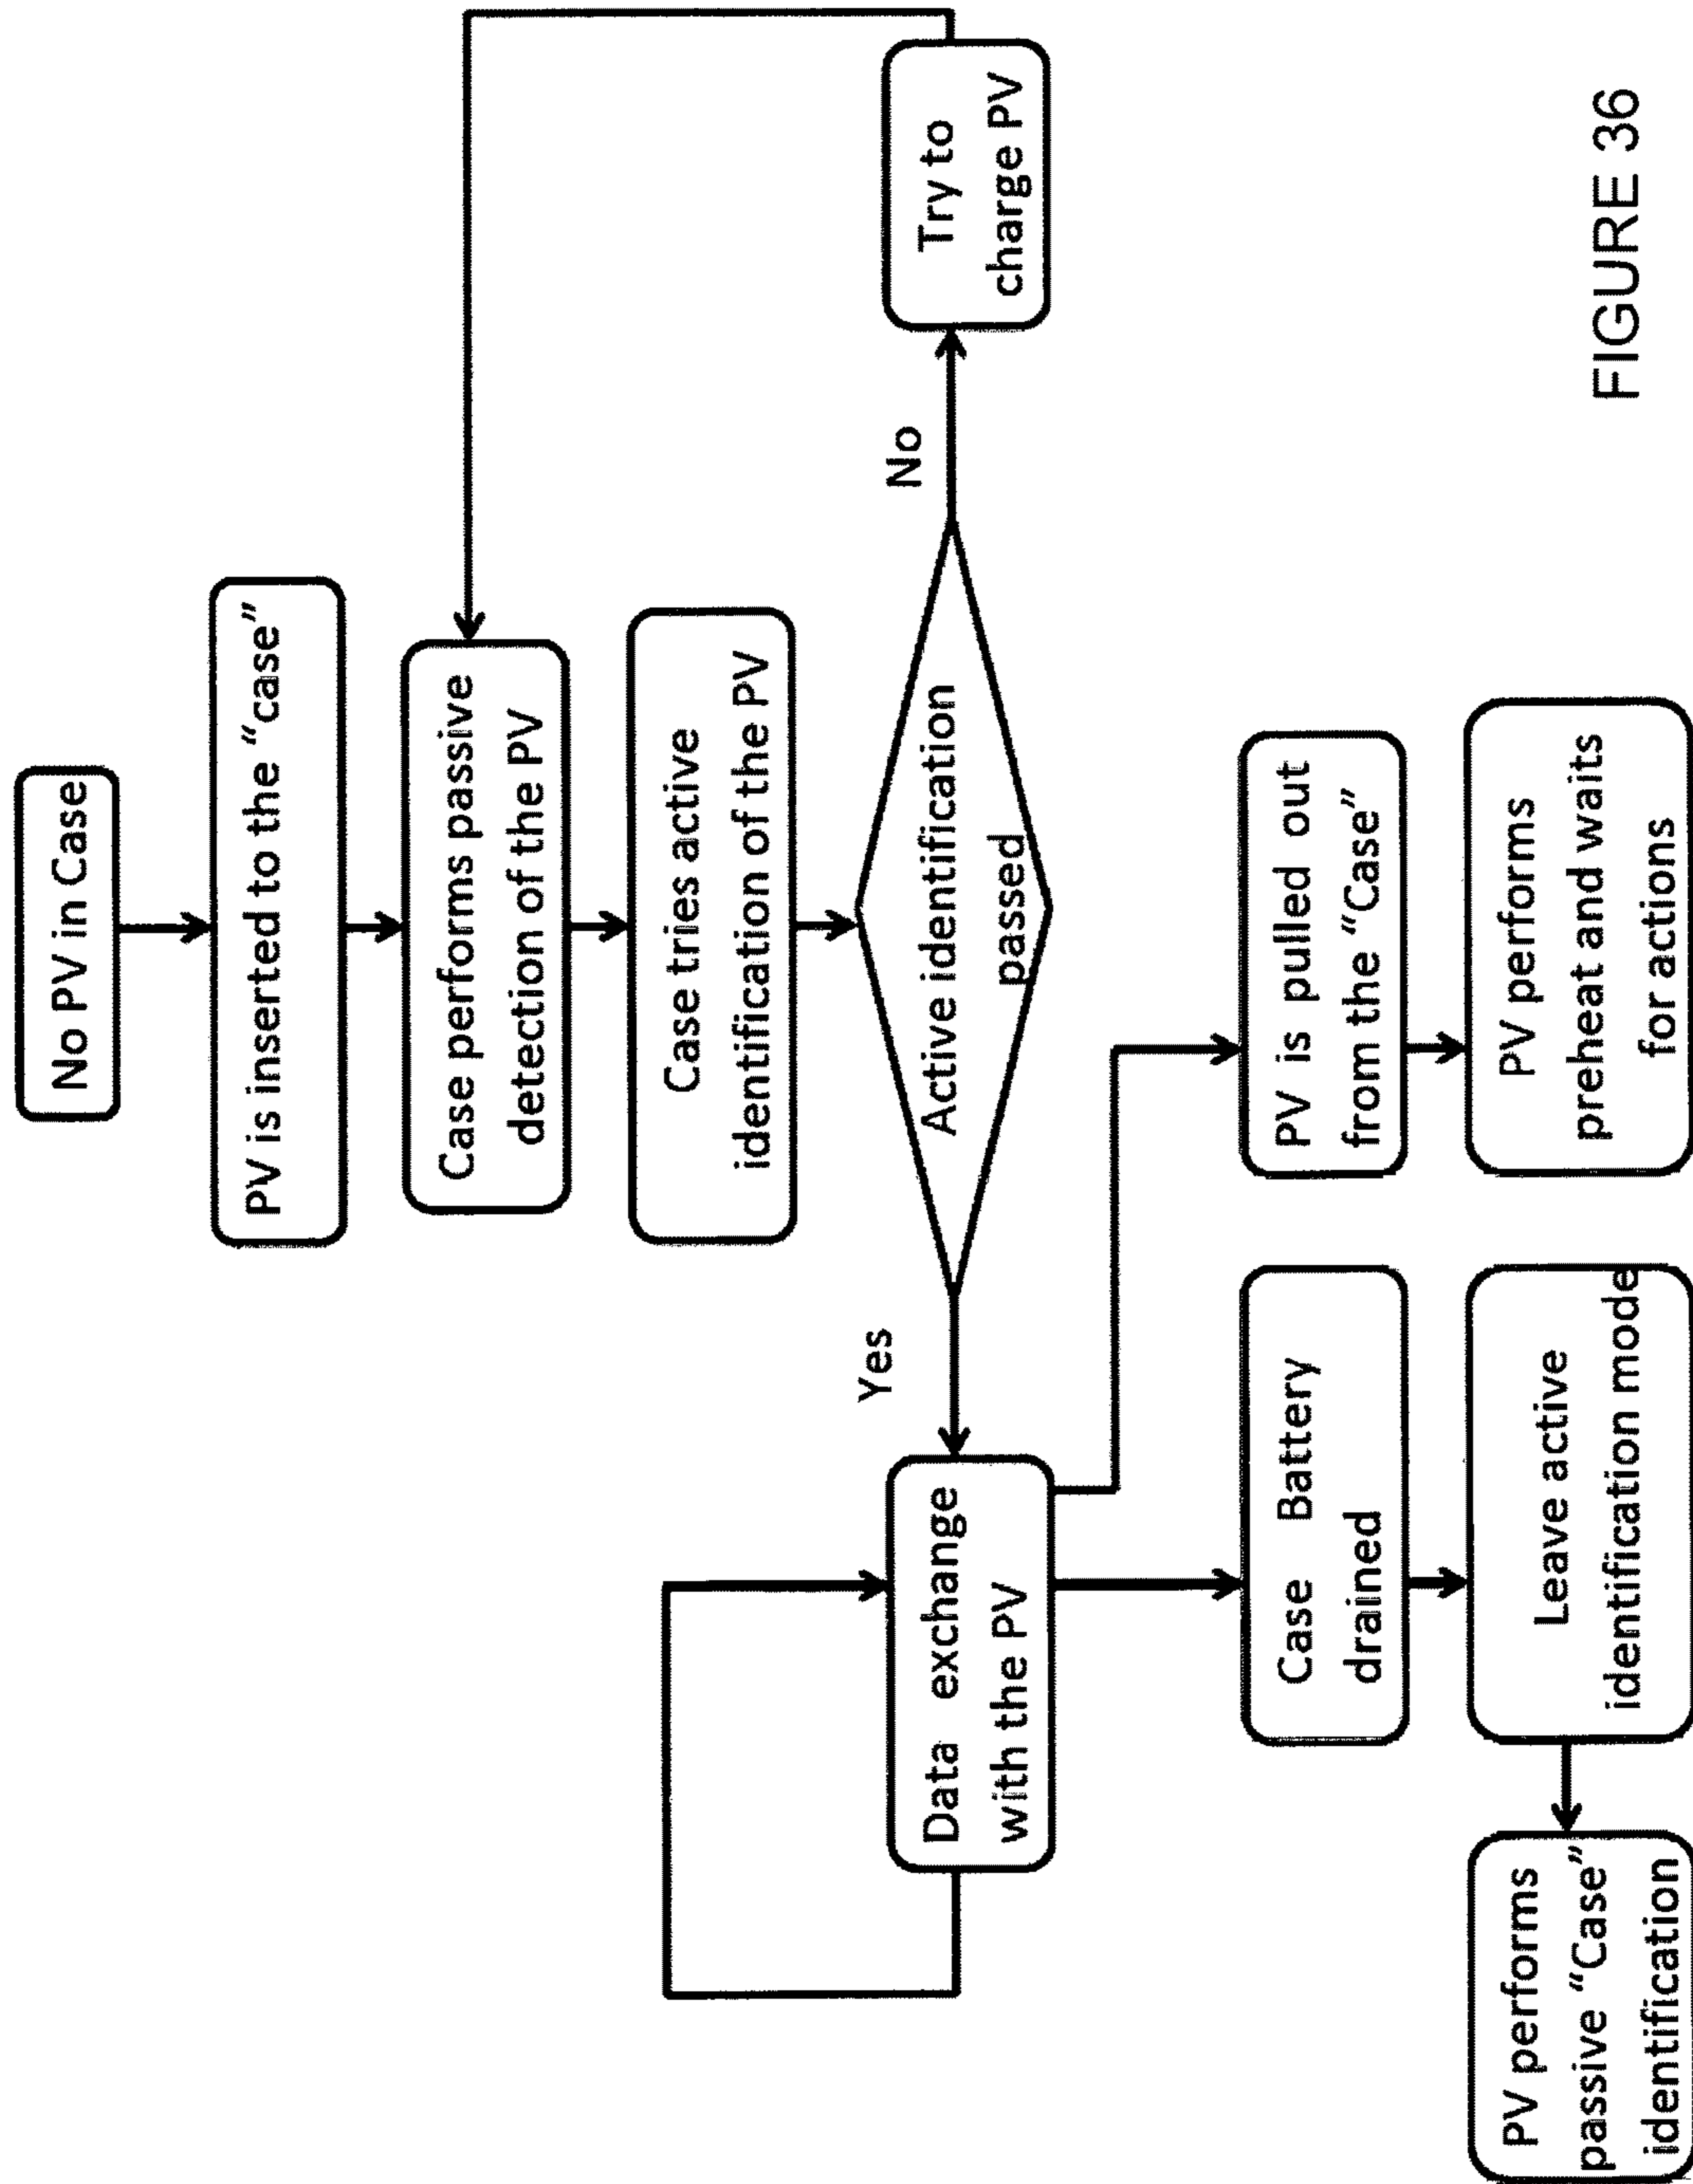 No PV in Case
PV is inserted to the “case”
Case performs passive
detection of the PV
Case tries active
identification of the PV
Active identification
passed
Yes
No
Data exchange
with the PV
Try to
charge PV
Case Battery
drained
PV is pulled out
from the “Case”
PV performs
passive “Case”
identification
Leave active
identification mode
PV performs
preheat and waits
for actions
FIGURE 36